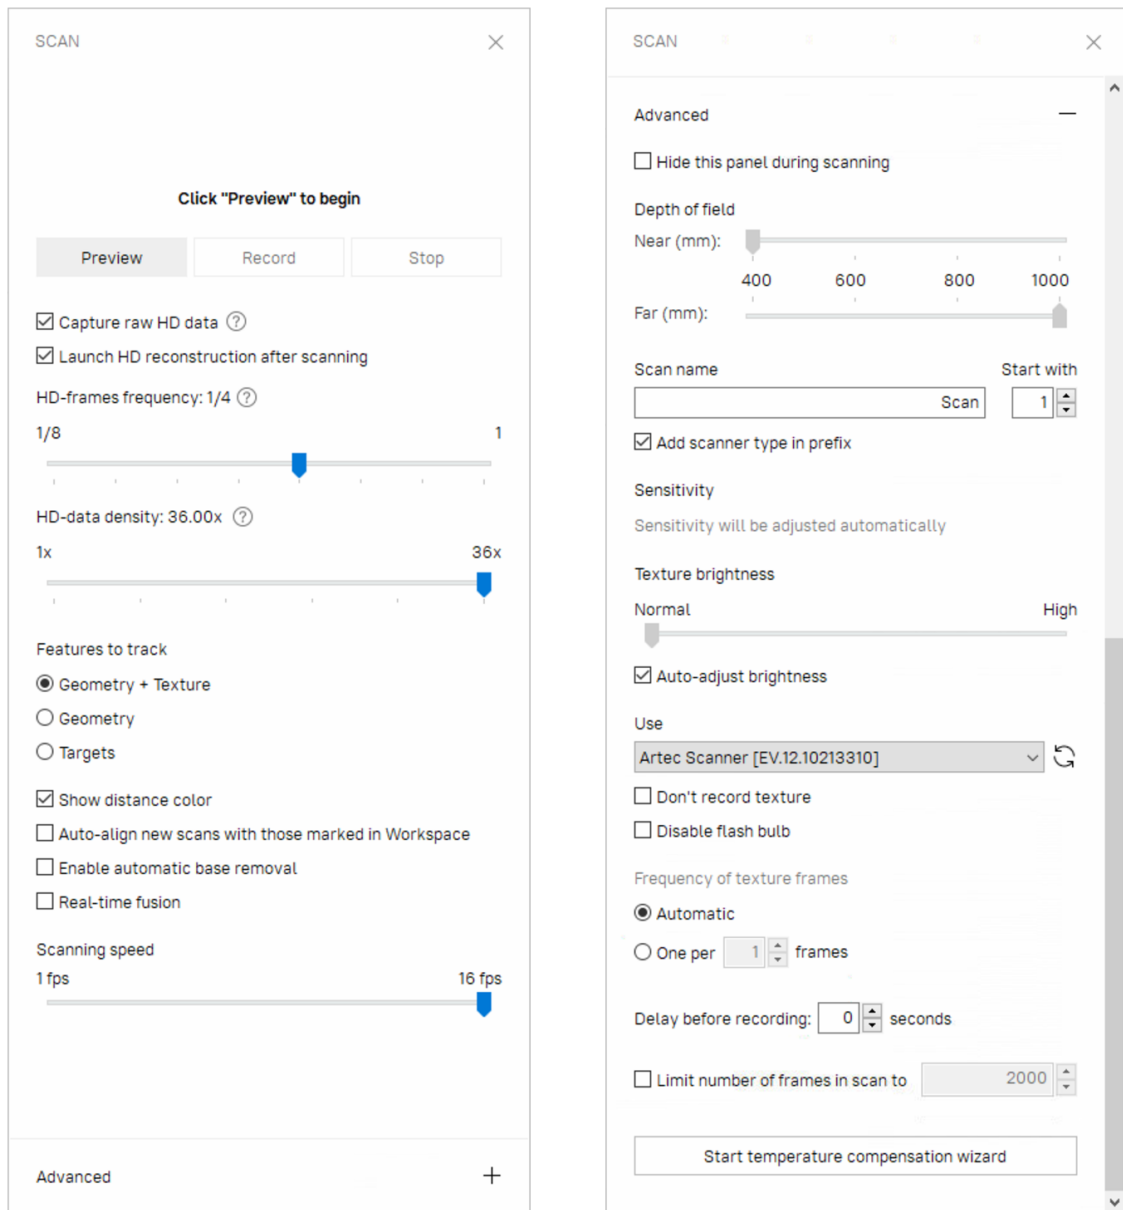 SCAN
Click "Preview" to begin
Preview Record Stop
Capture raw HD data ?
Launch HD reconstruction after scanning
HD-frames frequency: 1/4 ?
1/8 1
HD-data density: 36.00x ?
1x 36x
Features to track
Geometry + Texture
Geometry
Targets
Show distance color
Auto-align new scans with those marked in Workspace
Enable automatic base removal
Real-time fusion
Scanning speed
1 fps 16 fps
Advanced
SCAN
Advanced
Hide this panel during scanning
Depth of field
Near (mm):
400 600 800 1000
Far (mm):
Scan name Start with
Scan 1
Add scanner type in prefix
Sensitivity
Sensitivity will be adjusted automatically
Texture brightness
Normal High
Auto-adjust brightness
Use
Artec Scanner [EV.12.10213310]
Don't record texture
Disable flash bulb
Frequency of texture frames
Automatic
One per 1 frames
Delay before recording: 0 seconds
Limit number of frames in scan to 2000
Start temperature compensation wizard